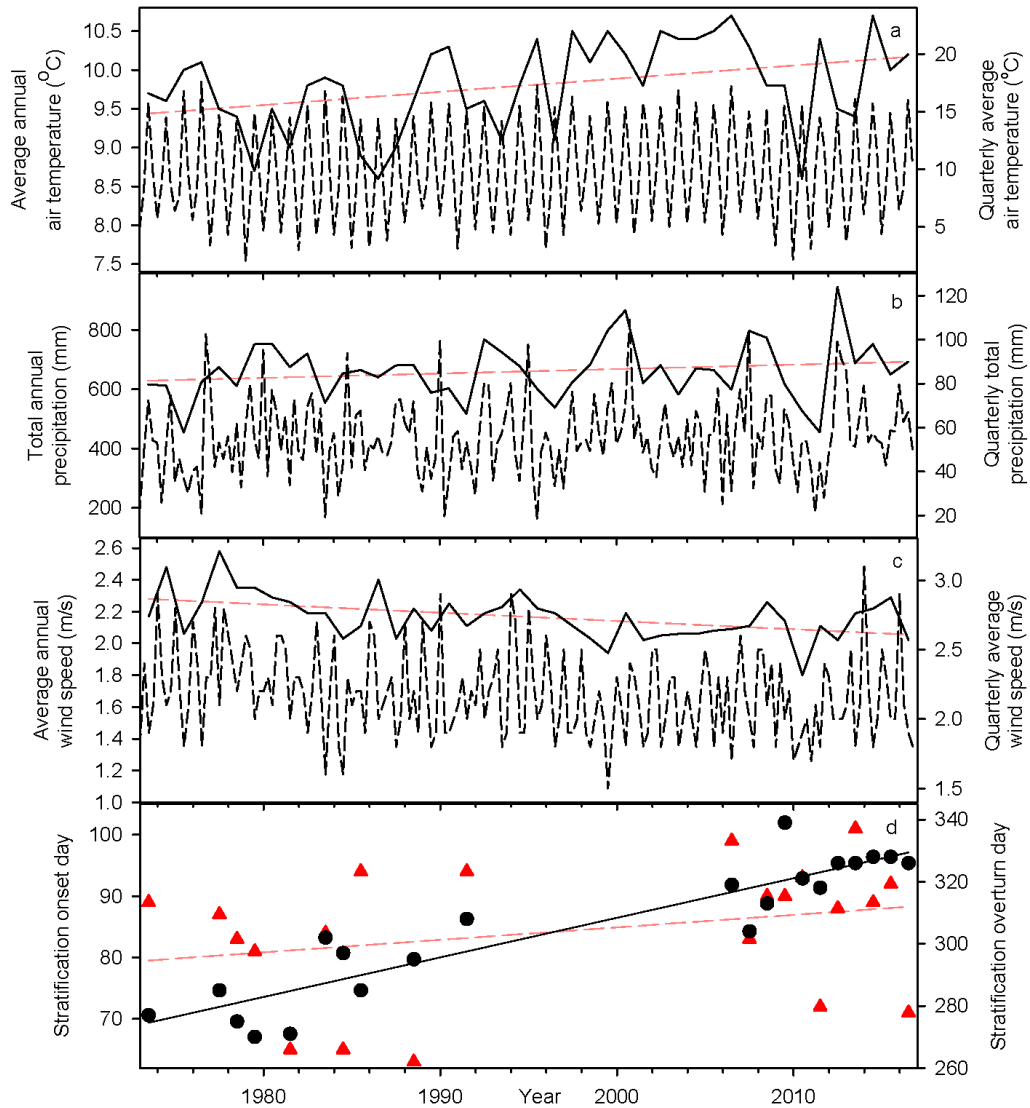 a
Average annual
air temperature (°C)
10.5
10.0
9.5
9.0
8.5
8.0
7.5
20
15
10
5
Quarterly average
air temperature (°C)
b
Total annual
precipitation (mm)
800
600
400
200
120
100
80
60
40
20
Quarterly total
precipitation (mm)
c
Average annual
wind speed (m/s)
2.6
2.4
2.2
2.0
1.8
1.6
1.4
1.2
1.0
3.0
2.5
2.0
1.5
Quarterly average
wind speed (m/s)
d
Stratification onset day
100
90
80
70
340
320
300
280
260
Stratification overturn day
1980
1990
Year
2000
2010